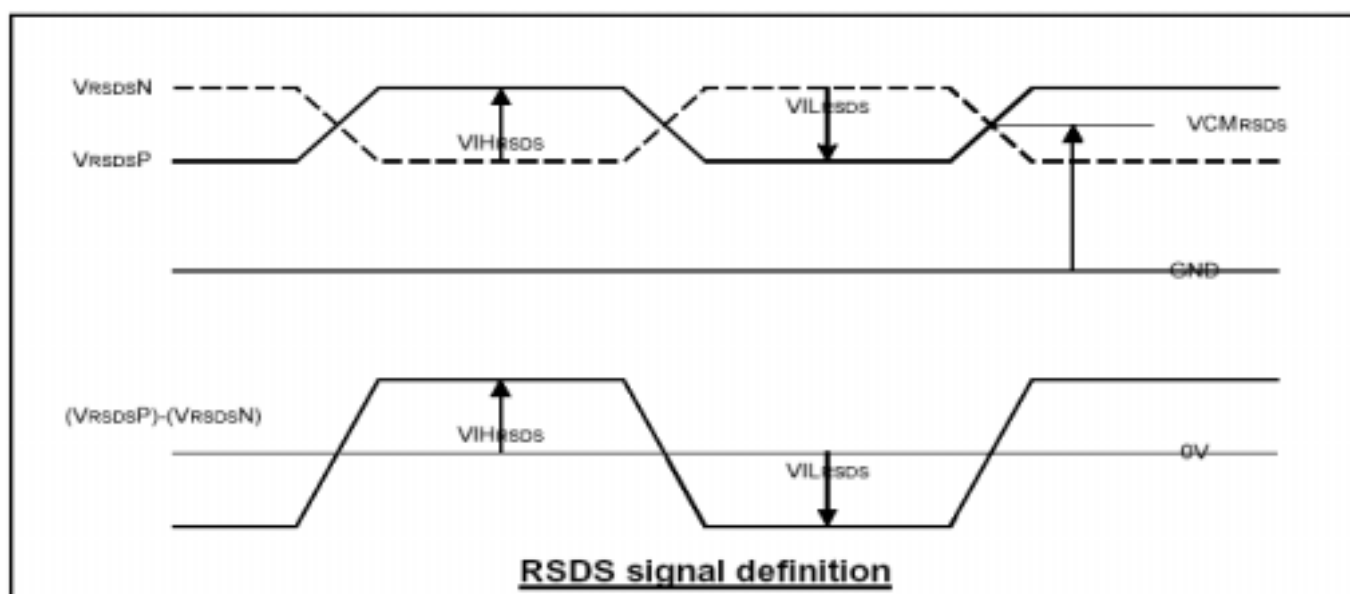 VRSDSN
VILRSDS
VCMRSDS
VIHRSDS
VRSDSP
GND
(VRSDSP)-(VRSDSN)
VIHRSDS
0V
VILRSDS
RSDS signal definition